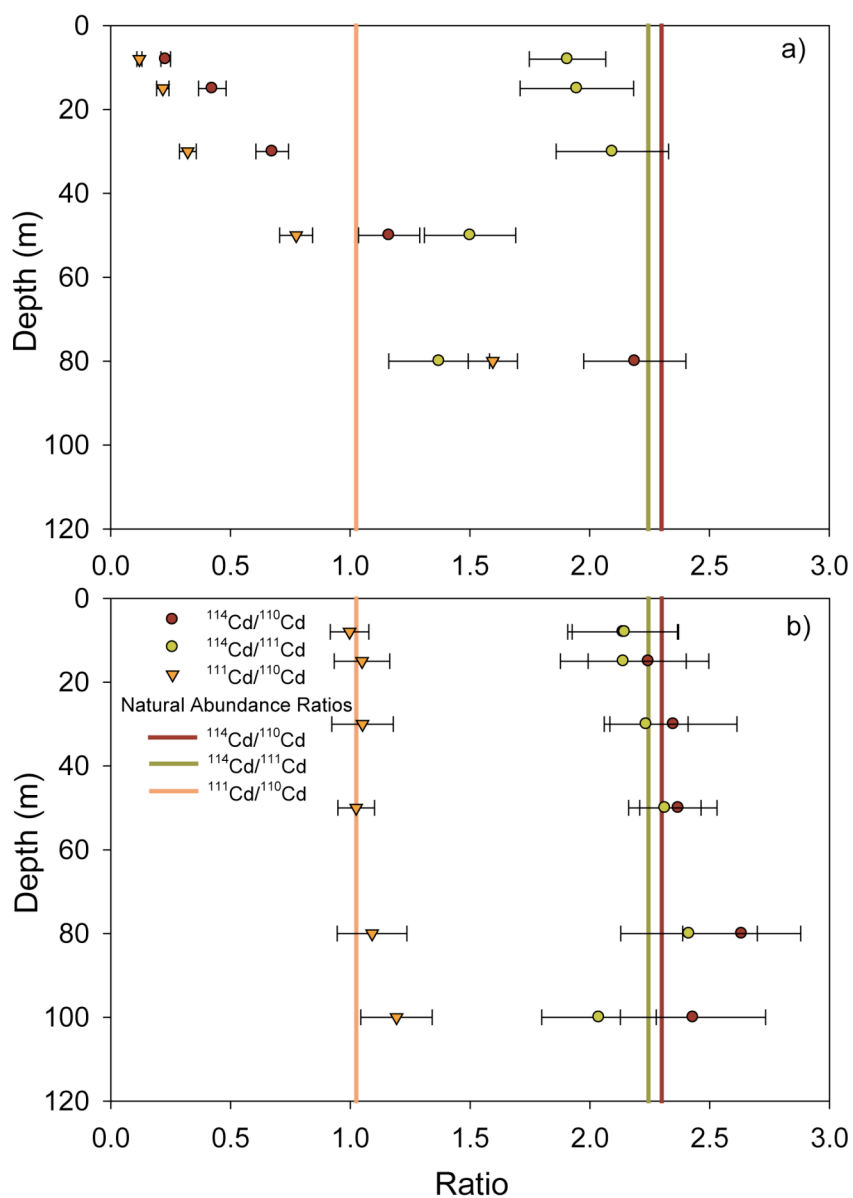 a)
0
20
40
60
80
100
120
Depth (m)
0.0 0.5 1.0 1.5 2.0 2.5 3.0
b)
0
20
40
60
80
100
120
Depth (m)
¹¹⁴Cd/¹¹⁰Cd
¹¹⁴Cd/¹¹¹Cd
¹¹¹Cd/¹¹⁰Cd
Natural Abundance Ratios
¹¹⁴Cd/¹¹⁰Cd
¹¹⁴Cd/¹¹¹Cd
¹¹¹Cd/¹¹⁰Cd
0.0 0.5 1.0 1.5 2.0 2.5 3.0
Ratio